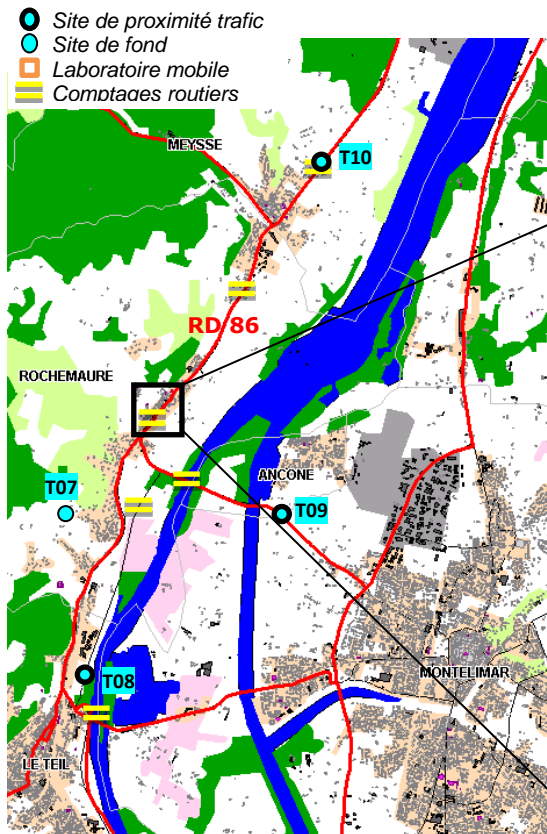 Site de proximité trafic
Site de fond
Laboratoire mobile
Comptages routiers
MEYSSE
T10
RD 86
ROCHEMAURE
T07
ANCONE
T09
MONTELIMAR
T08
LE TEIL